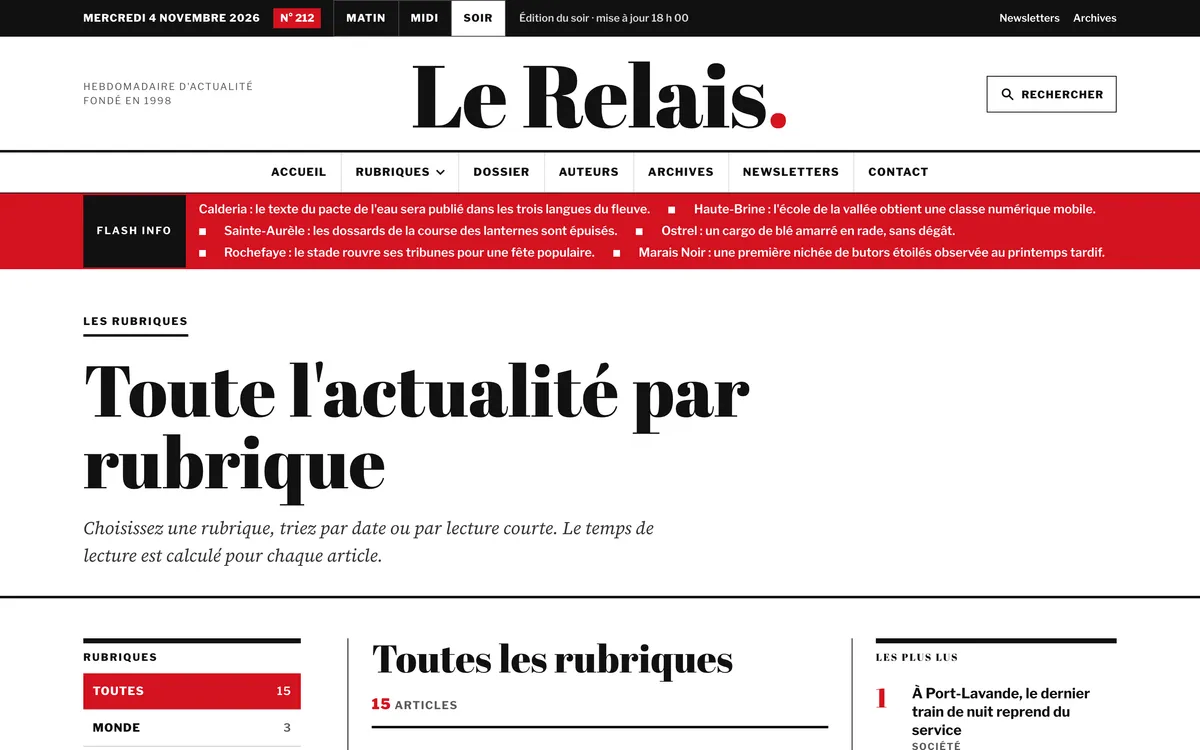 MERCREDI 4 NOVEMBRE 2026 N° 212 MATIN MIDI SOIR Édition du soir · mise à jour 18 h 00 Newsletters Archives
HEBDOMADAIRE D'ACTUALITÉ
FONDÉ EN 1998
Le Relais.
RECHERCHER
ACCUEIL RUBRIQUES DOSSIER AUTEURS ARCHIVES NEWSLETTERS CONTACT
FLASH INFO
Calderia : le texte du pacte de l'eau sera publié dans les trois langues du fleuve. ■ Haute-Brine : l'école de la vallée obtient une classe numérique mobile.
■ Sainte-Aurèle : les dossards de la course des lanternes sont épuisés. ■ Ostrel : un cargo de blé amarré en rade, sans dégât.
■ Rochefaye : le stade rouvre ses tribunes pour une fête populaire. ■ Marais Noir : une première nichée de butors étoilés observée au printemps tardif.
LES RUBRIQUES
Toute l'actualité par
rubrique
Choisissez une rubrique, triez par date ou par lecture courte. Le temps de
lecture est calculé pour chaque article.
RUBRIQUES
TOUTES 15
MONDE 3
Toutes les rubriques
15 ARTICLES
LES PLUS LUS
1 À Port-Lavande, le dernier
train de nuit reprend du
service
SOCIÉTÉ